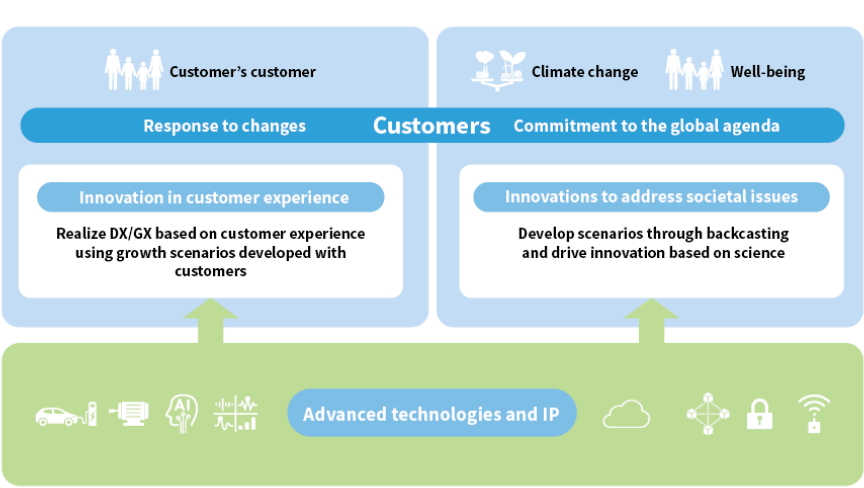 Customer’s customer
Climate change
Well-being
Response to changes
Customers
Commitment to the global agenda
Innovation in customer experience
Realize DX/GX based on customer experience
using growth scenarios developed with
customers
Innovations to address societal issues
Develop scenarios through backcasting
and drive innovation based on science
AI
Advanced technologies and IP